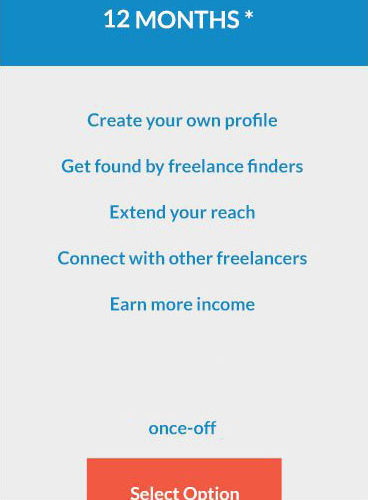 12 MONTHS *
Create your own profile
Get found by freelance finders
Extend your reach
Connect with other freelancers
Earn more income
once-off
Select Option